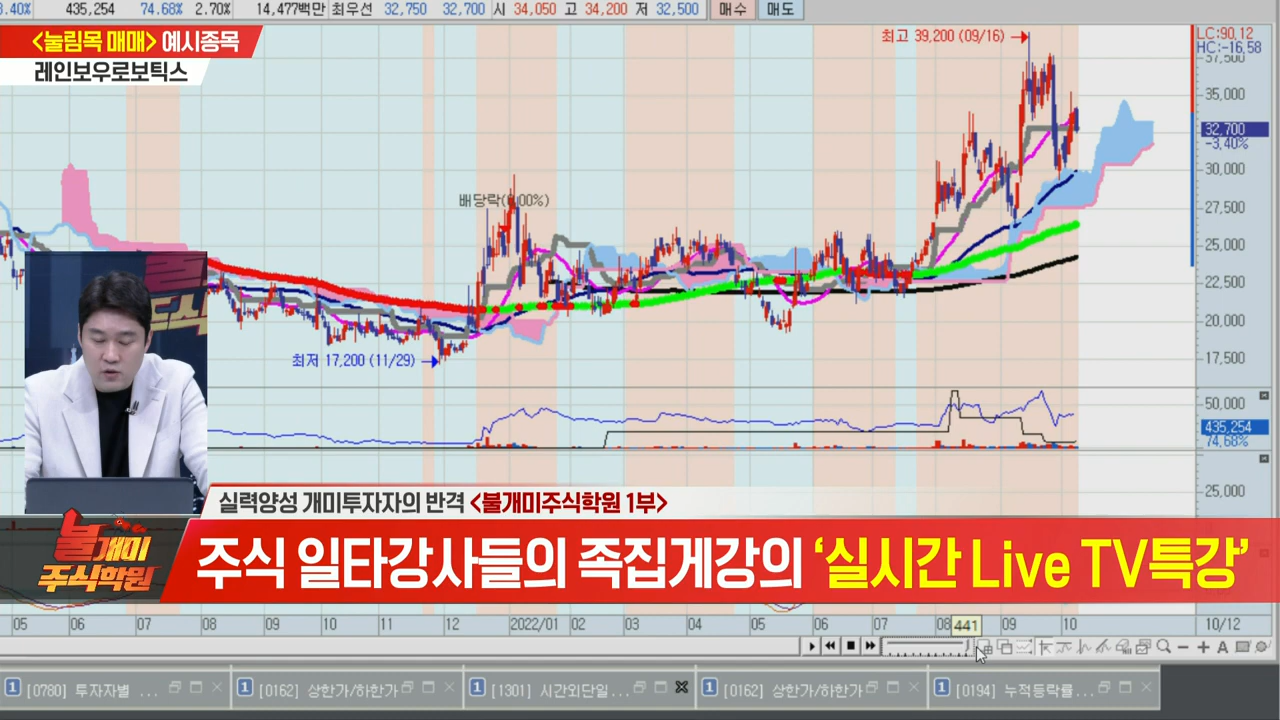 3.40% 435,254 74.68% 2.70% 14,477백만 최우선 32,750 32,700 시 34,050 고 34,200 저 32,500 매수 매도
<눌림목 매매> 예시종목
레인보우로보틱스
최고 39,200 (09/16)
LC:90.12
HC:-16.58
37,500
35,000
32,700
-3.40%
30,000
배당락(0.00%)
27,500
25,000
22,500
20,000
최저 17,200 (11/29)
17,500
50,000
435,254
74.68%
25,000
실력양성 개미투자자의 반격 <불개미주식학원 1부>
불개미
주식학원
주식 일타강사들의 족집게강의 ‘실시간 Live TV특강’
05 06 07 08 09 10 11 12 2022/01 02 03 04 05 06 07 08 441 09 10 10/12
1 [0780] 투자자별 ... 1 [0162] 상한가/하한가 1 [1301] 시간외단일... 1 [0162] 상한가/하한가 1 [0194] 누적등락률...